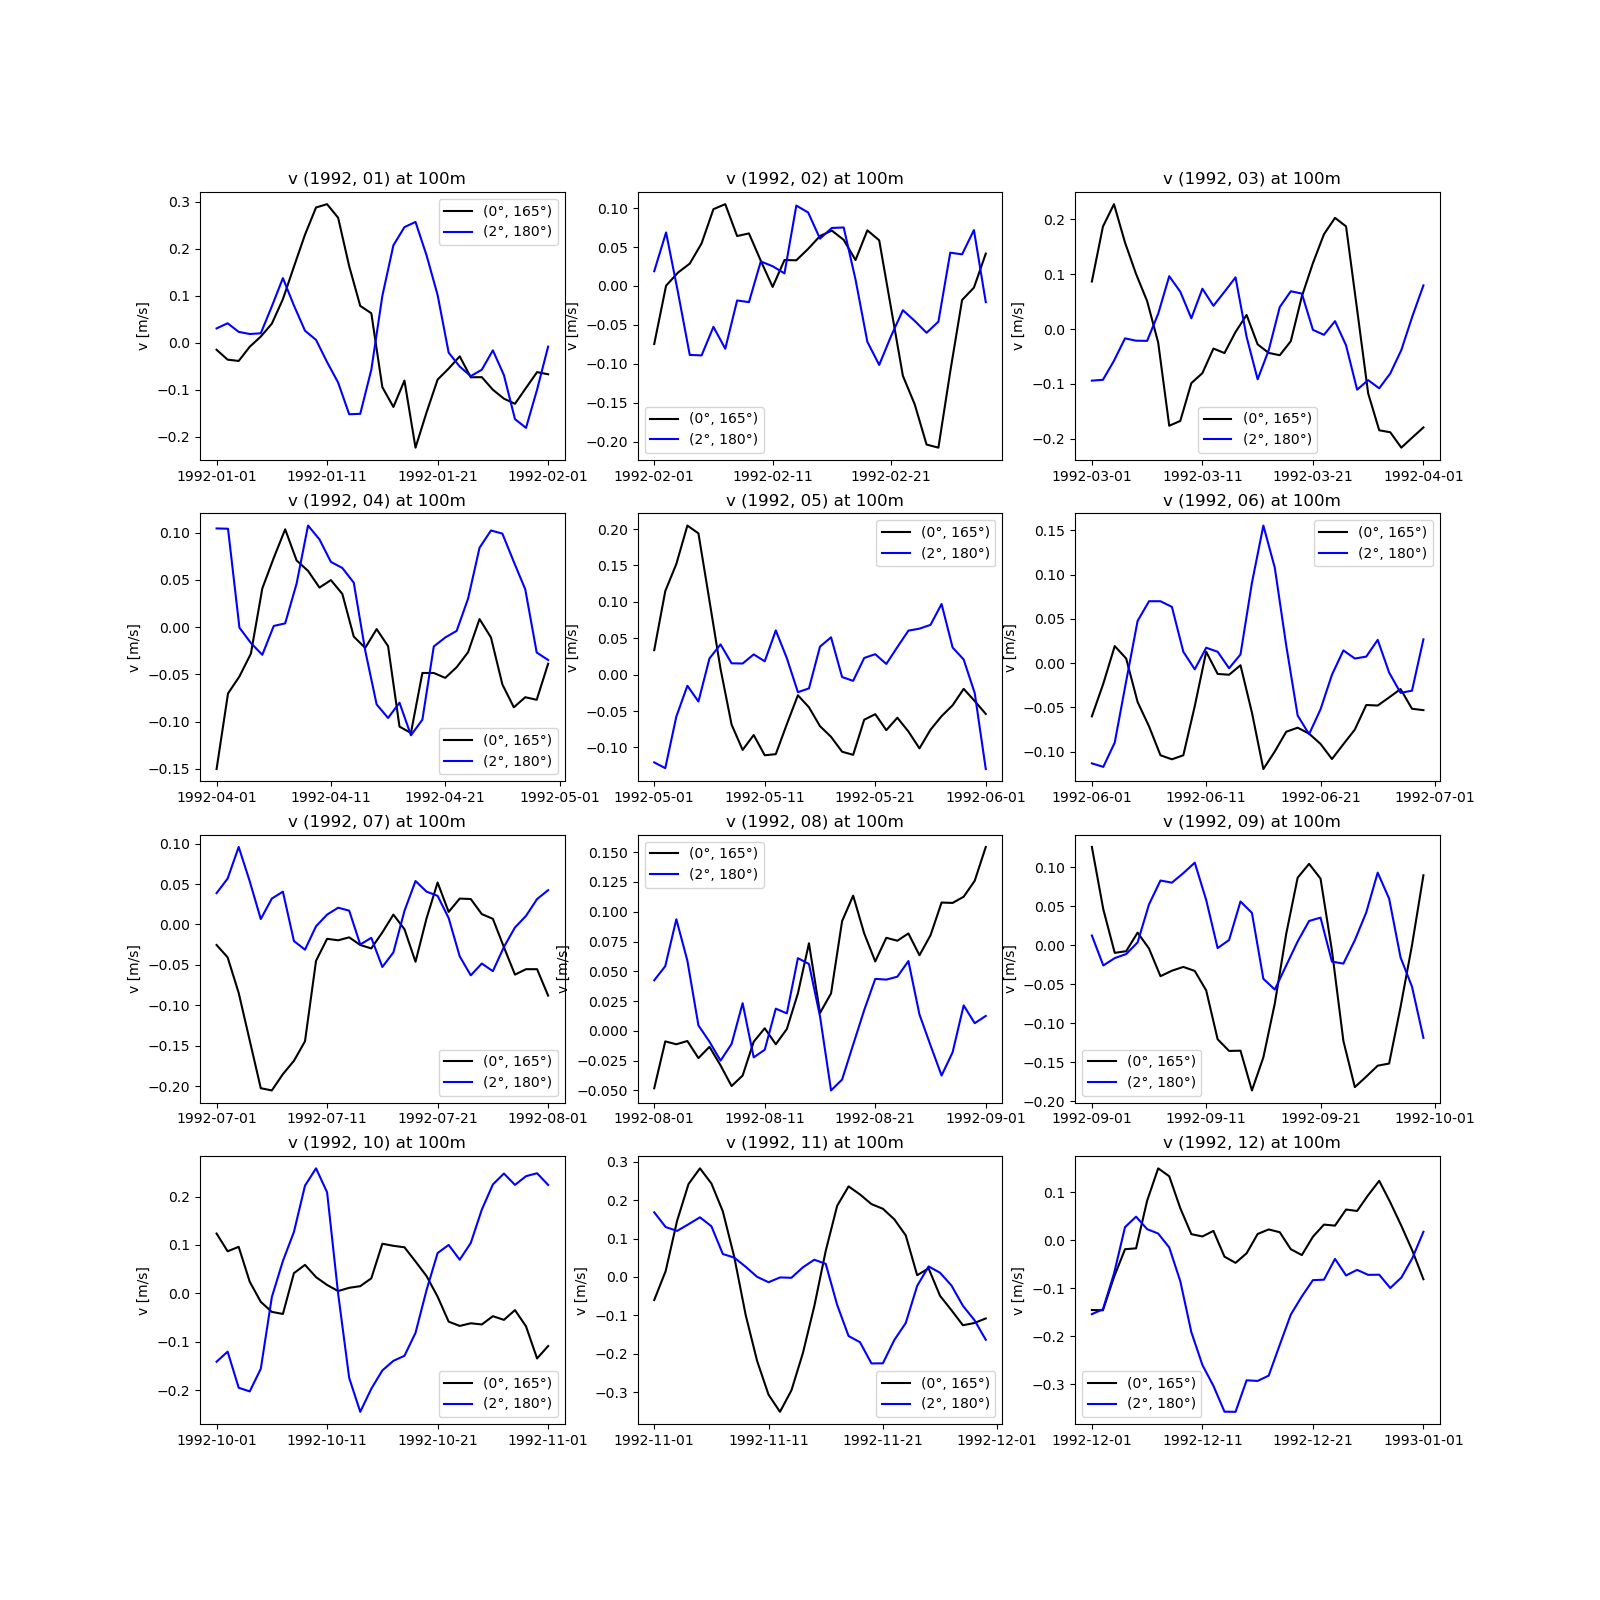 v (1992, 01) at 100m
v [m/s]
0.3
0.2
0.1
0.0
−0.1
−0.2
(0°, 165°)
(2°, 180°)
1992-01-01 1992-01-11 1992-01-21 1992-02-01
v (1992, 02) at 100m
v [m/s]
0.10
0.05
0.00
−0.05
−0.10
−0.15
−0.20
(0°, 165°)
(2°, 180°)
1992-02-01 1992-02-11 1992-02-21
v (1992, 03) at 100m
v [m/s]
0.2
0.1
0.0
−0.1
−0.2
(0°, 165°)
(2°, 180°)
1992-03-01 1992-03-11 1992-03-21 1992-04-01
v (1992, 04) at 100m
v [m/s]
0.10
0.05
0.00
−0.05
−0.10
−0.15
(0°, 165°)
(2°, 180°)
1992-04-01 1992-04-11 1992-04-21 1992-05-01
v (1992, 05) at 100m
v [m/s]
0.20
0.15
0.10
0.05
0.00
−0.05
−0.10
(0°, 165°)
(2°, 180°)
1992-05-01 1992-05-11 1992-05-21 1992-06-01
v (1992, 06) at 100m
v [m/s]
0.15
0.10
0.05
0.00
−0.05
−0.10
(0°, 165°)
(2°, 180°)
1992-06-01 1992-06-11 1992-06-21 1992-07-01
v (1992, 07) at 100m
v [m/s]
0.10
0.05
0.00
−0.05
−0.10
−0.15
−0.20
(0°, 165°)
(2°, 180°)
1992-07-01 1992-07-11 1992-07-21 1992-08-01
v (1992, 08) at 100m
v [m/s]
0.150
0.125
0.100
0.075
0.050
0.025
0.000
−0.025
−0.050
(0°, 165°)
(2°, 180°)
1992-08-01 1992-08-11 1992-08-21 1992-09-01
v (1992, 09) at 100m
v [m/s]
0.10
0.05
0.00
−0.05
−0.10
−0.15
−0.20
(0°, 165°)
(2°, 180°)
1992-09-01 1992-09-11 1992-09-21 1992-10-01
v (1992, 10) at 100m
v [m/s]
0.2
0.1
0.0
−0.1
−0.2
(0°, 165°)
(2°, 180°)
1992-10-01 1992-10-11 1992-10-21 1992-11-01
v (1992, 11) at 100m
v [m/s]
0.3
0.2
0.1
0.0
−0.1
−0.2
−0.3
(0°, 165°)
(2°, 180°)
1992-11-01 1992-11-11 1992-11-21 1992-12-01
v (1992, 12) at 100m
v [m/s]
0.1
0.0
−0.1
−0.2
−0.3
(0°, 165°)
(2°, 180°)
1992-12-01 1992-12-11 1992-12-21 1993-01-01